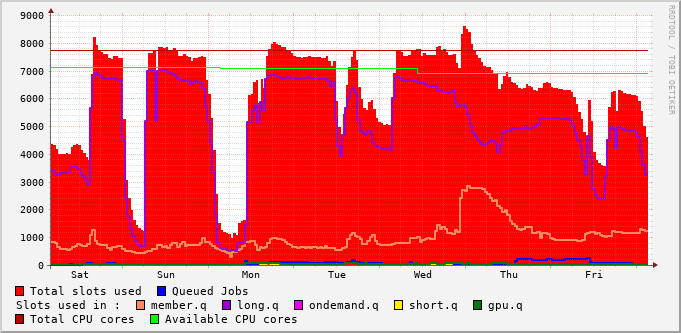 9000
8000
7000
6000
5000
4000
3000
2000
1000
0
Sat Sun Mon Tue Wed Thu Fri
RRDTOOL / TOBI OETIKER
Total slots used Queued Jobs
Slots used in : member.q long.q ondemand.q short.q gpu.q
Total CPU cores Available CPU cores